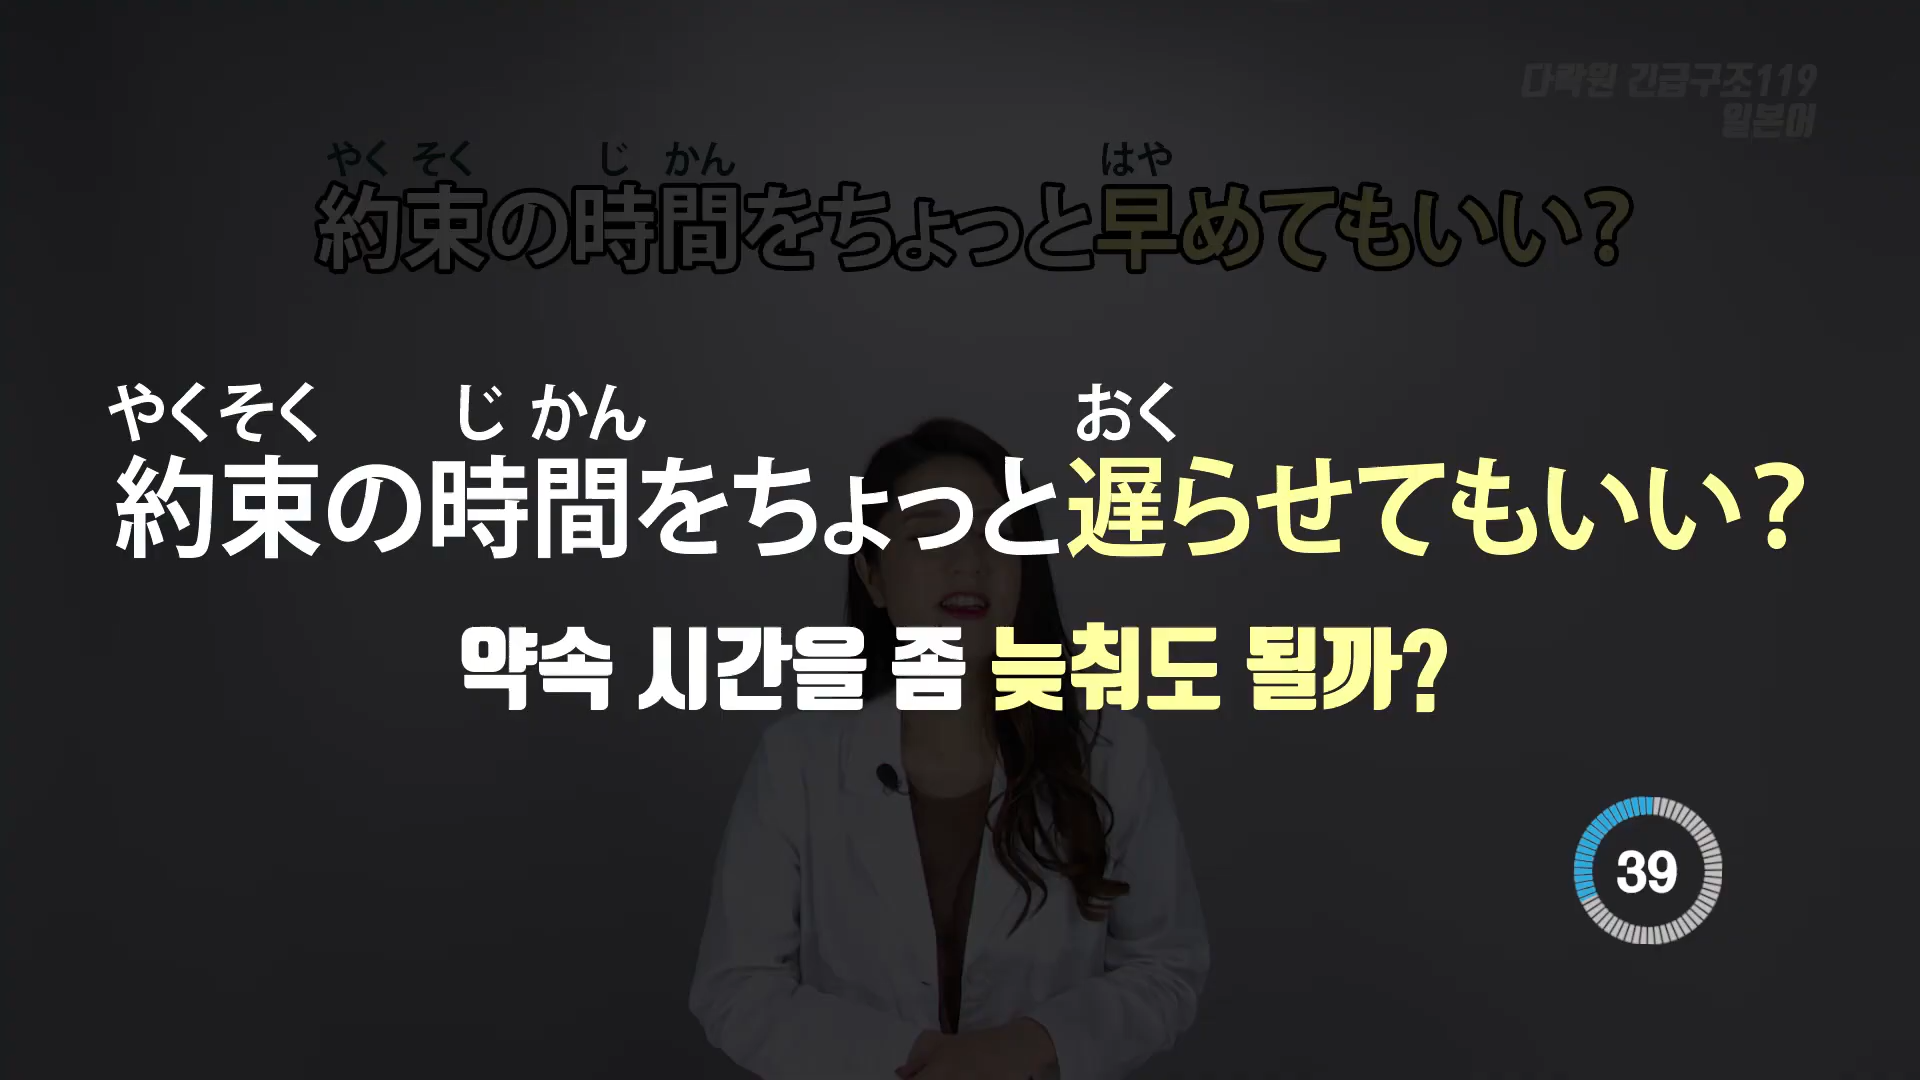 다락원 긴급구조119
일본어
やく そく じ かん はや
約束の時間をちょっと早めてもいい？
やくそく じ かん おく
約束の時間をちょっと遅らせてもいい？
약속 시간을 좀 늦춰도 될까?
39